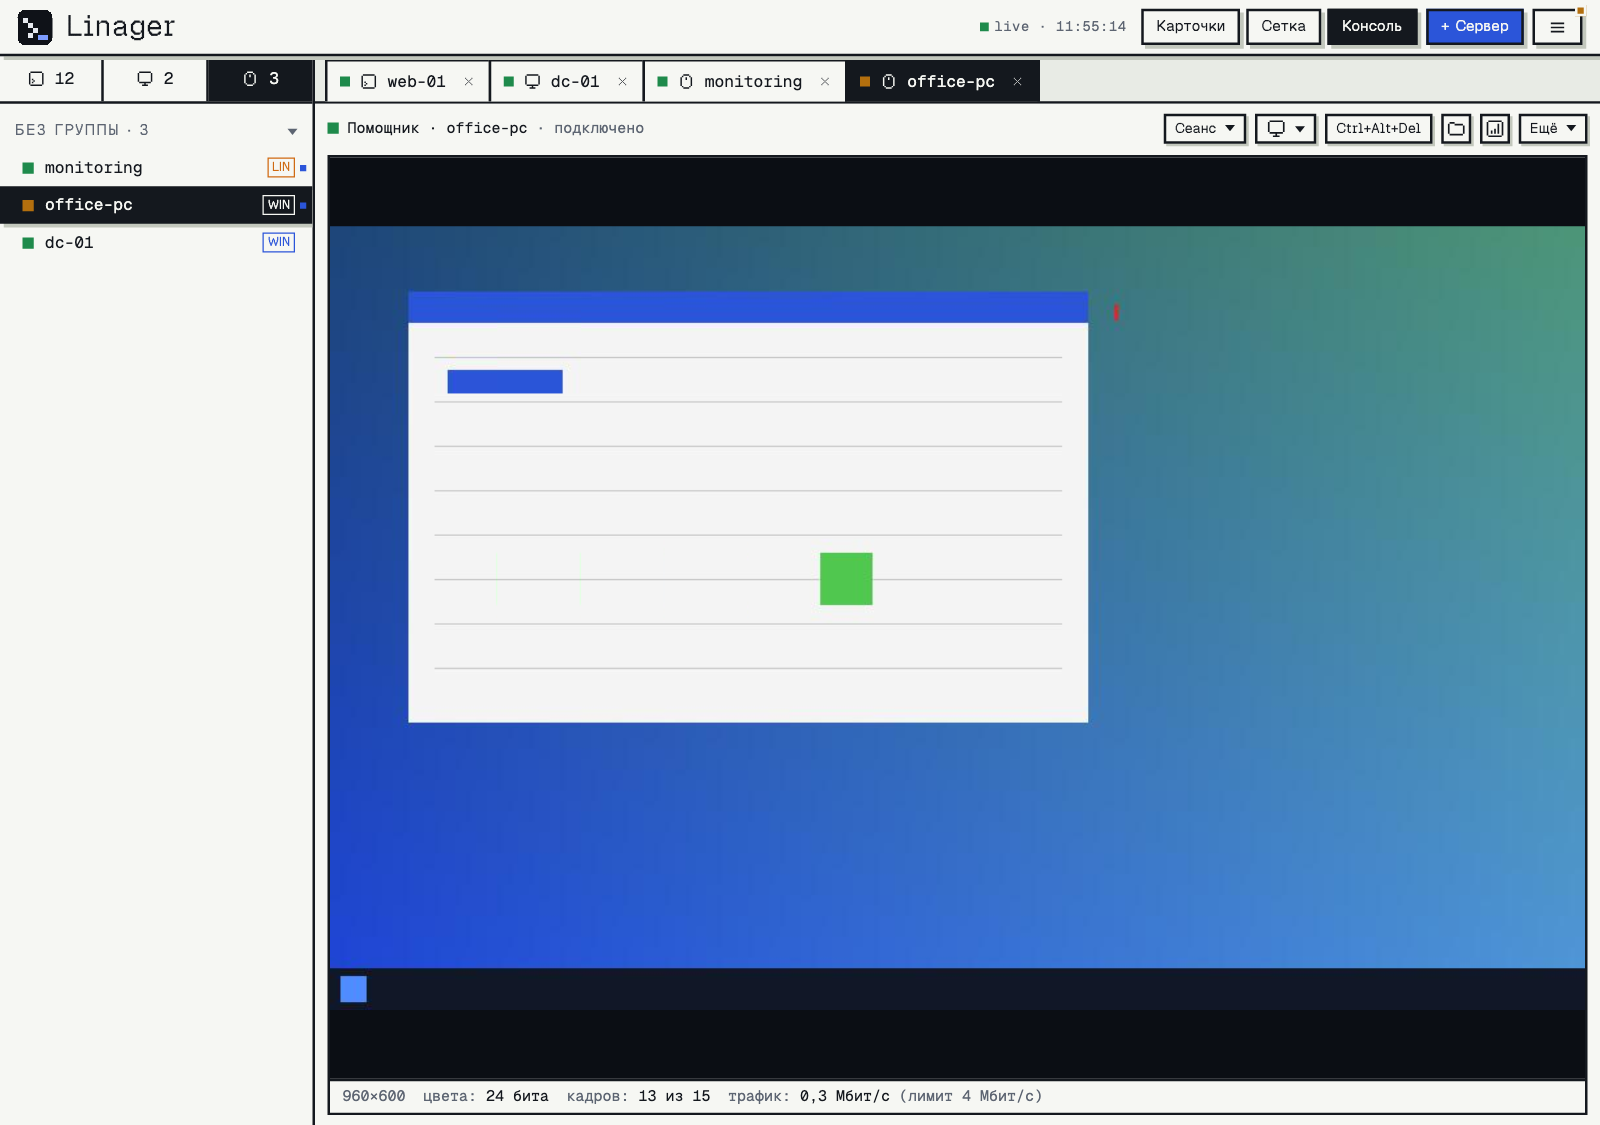 Linager
live · 11:55:14
Карточки
Сетка
Консоль
+ Сервер
12
2
3
web-01
dc-01
monitoring
office-pc
БЕЗ ГРУППЫ · 3
monitoring
LIN
office-pc
WIN
dc-01
WIN
Помощник · office-pc · подключено
Сеанс
Ctrl+Alt+Del
Ещё
960×600 цвета: 24 бита кадров: 13 из 15 трафик: 0,3 Мбит/с (лимит 4 Мбит/с)